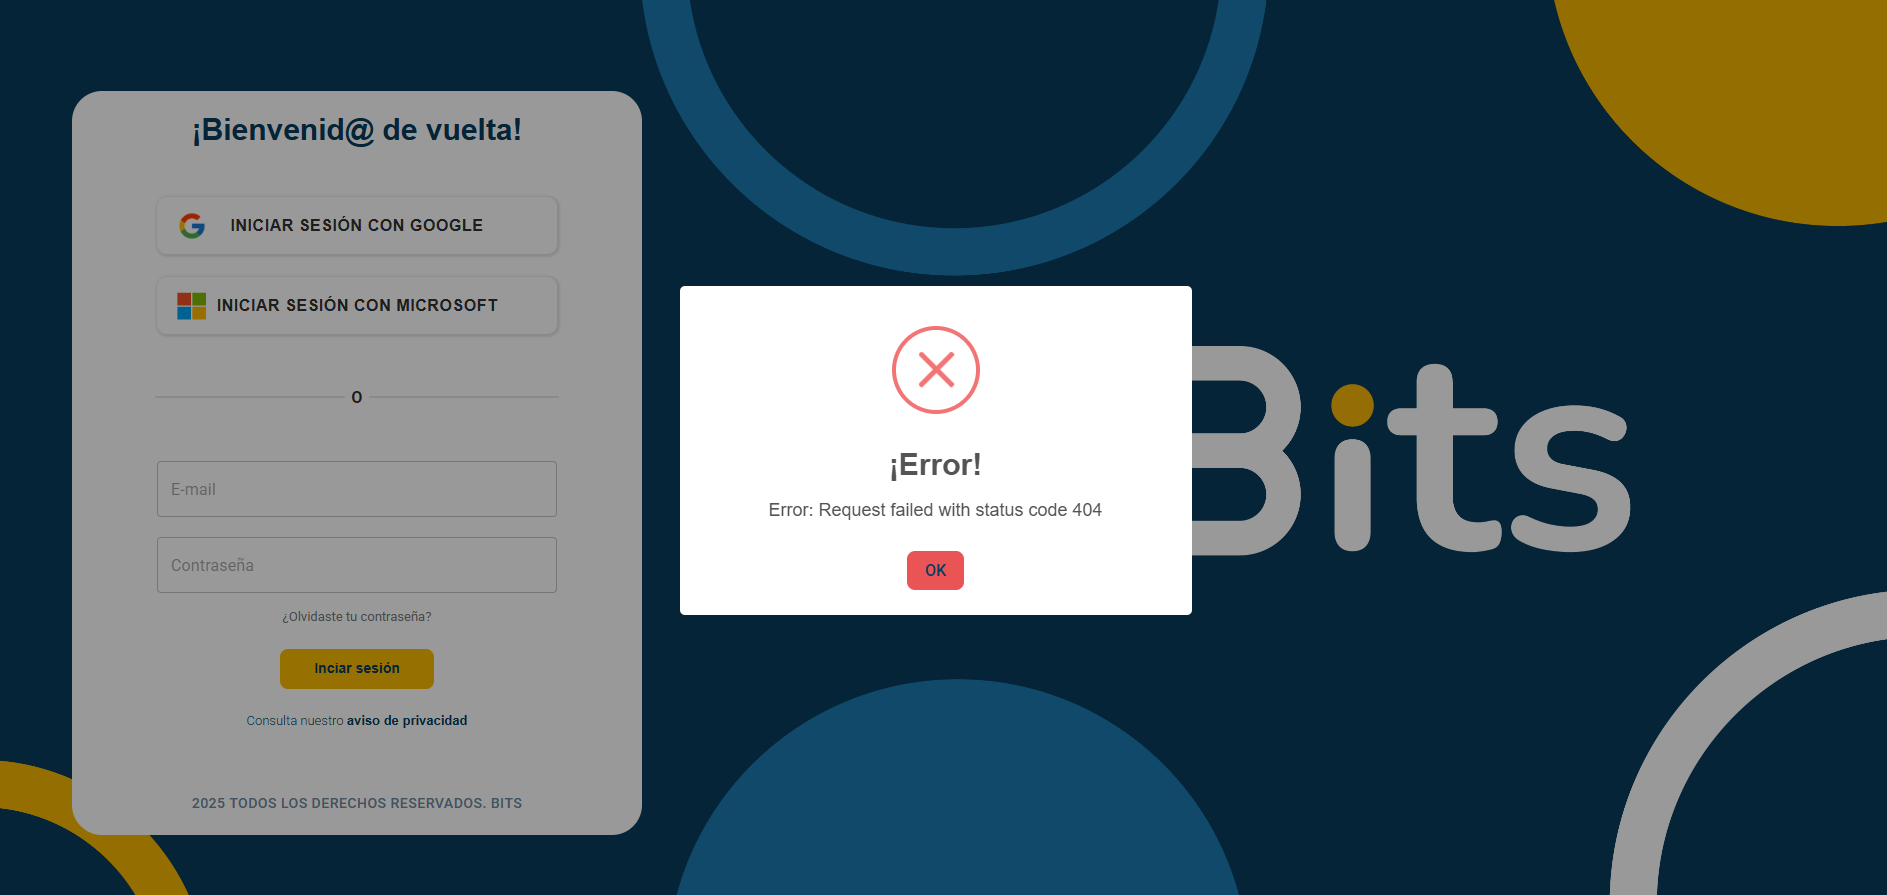 ¡Bienvenid@ de vuelta!
INICIAR SESIÓN CON GOOGLE
INICIAR SESIÓN CON MICROSOFT
O
E-mail
Contraseña
¿Olvidaste tu contraseña?
Inciar sesión
Consulta nuestro aviso de privacidad
2025 TODOS LOS DERECHOS RESERVADOS. BITS
¡Error!
Error: Request failed with status code 404
OK
Bits